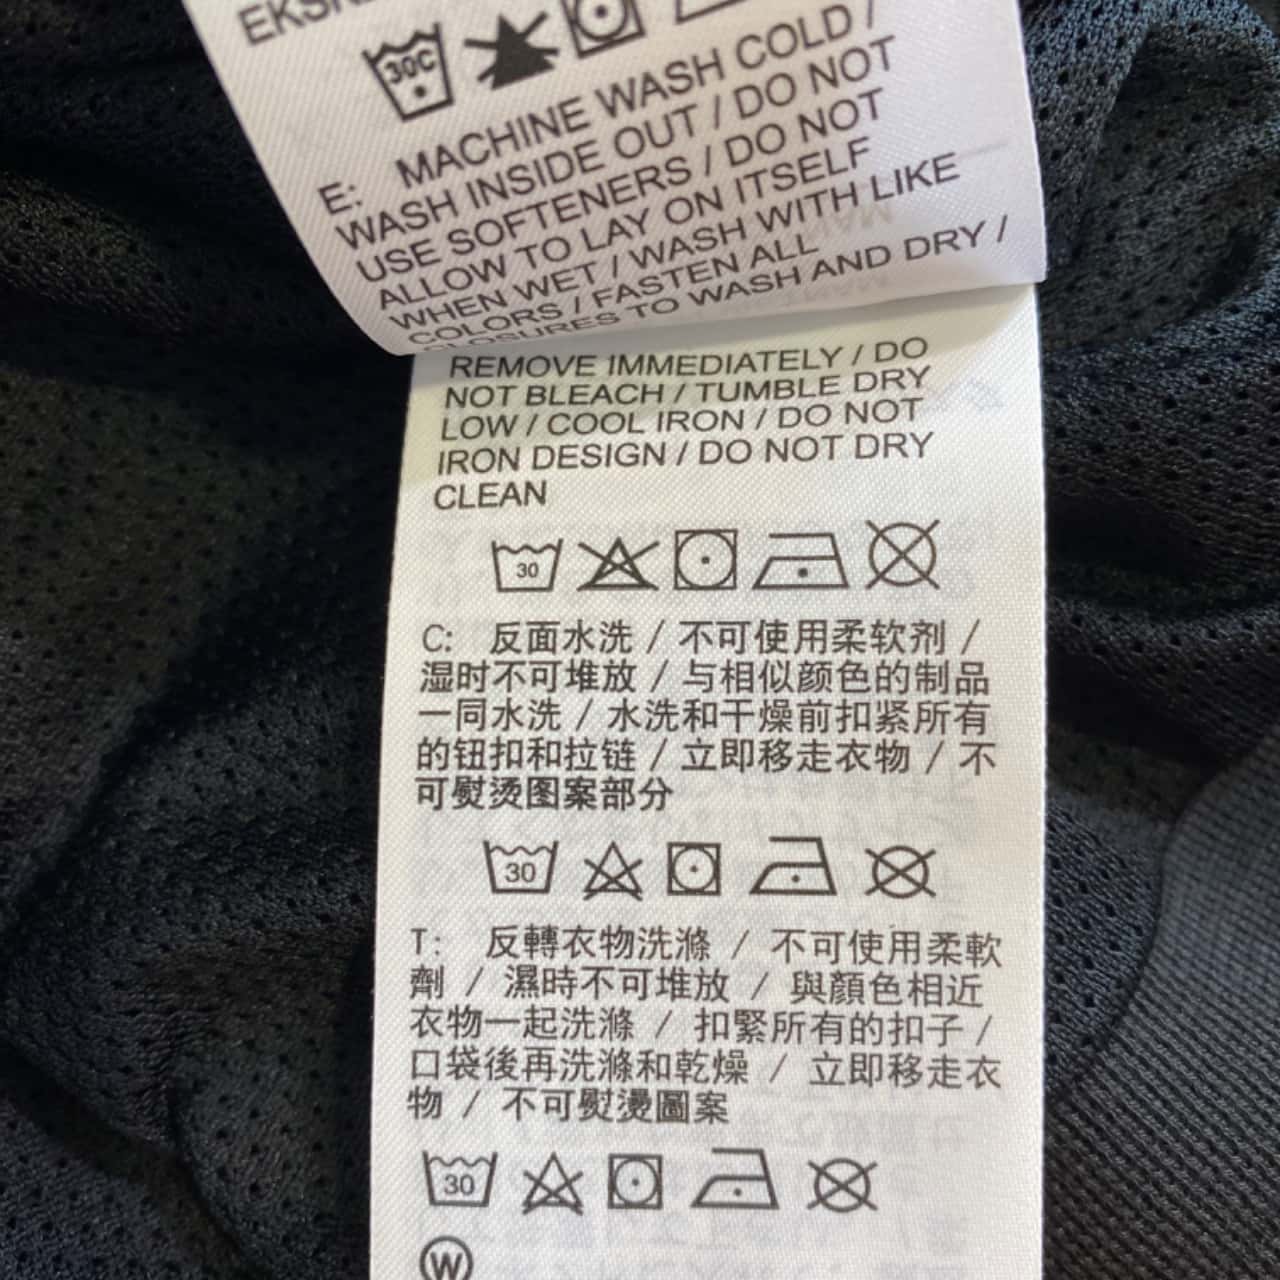 30C
E: MACHINE WASH COLD /
WASH INSIDE OUT / DO NOT
USE SOFTENERS / DO NOT
ALLOW TO LAY ON ITSELF
WHEN WET / WASH WITH LIKE
COLORS / FASTEN ALL
CLOSURES TO WASH AND DRY /
REMOVE IMMEDIATELY / DO
NOT BLEACH / TUMBLE DRY
LOW / COOL IRON / DO NOT
IRON DESIGN / DO NOT DRY
CLEAN
30
C: 反面水洗 / 不可使用柔软剂 /
湿时不可堆放 / 与相似颜色的制品
一同水洗 / 水洗和干燥前扣紧所有
的钮扣和拉链 / 立即移走衣物 / 不
可熨烫图案部分
30
T: 反轉衣物洗滌 / 不可使用柔軟
劑 / 濕時不可堆放 / 與顏色相近
衣物一起洗滌 / 扣緊所有的扣子 /
口袋後再洗滌和乾燥 / 立即移走衣
物 / 不可熨燙圖案
30
W